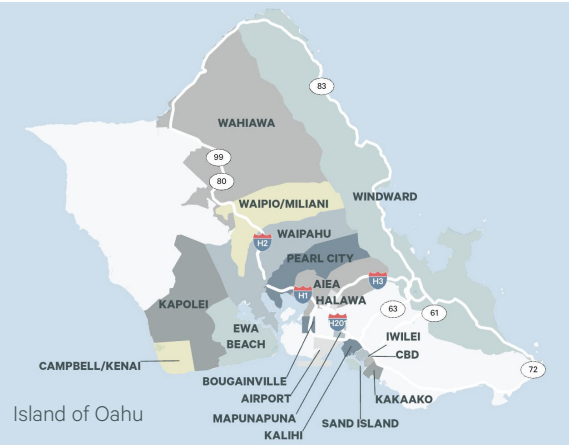 83
WAHIAWA
99
80
WAIPIO/MILIANI
WINDWARD
WAIPAHU
H2
PEARL CITY
AIEA
H3
H1
HALAWA
KAPOLEI
63
61
H201
EWA
BEACH
IWILEI
CBD
CAMPBELL/KENAI
72
BOUGAINVILLE
AIRPORT
KAKAAKO
MAPUNAPUNA
SAND ISLAND
KALIHI
Island of Oahu